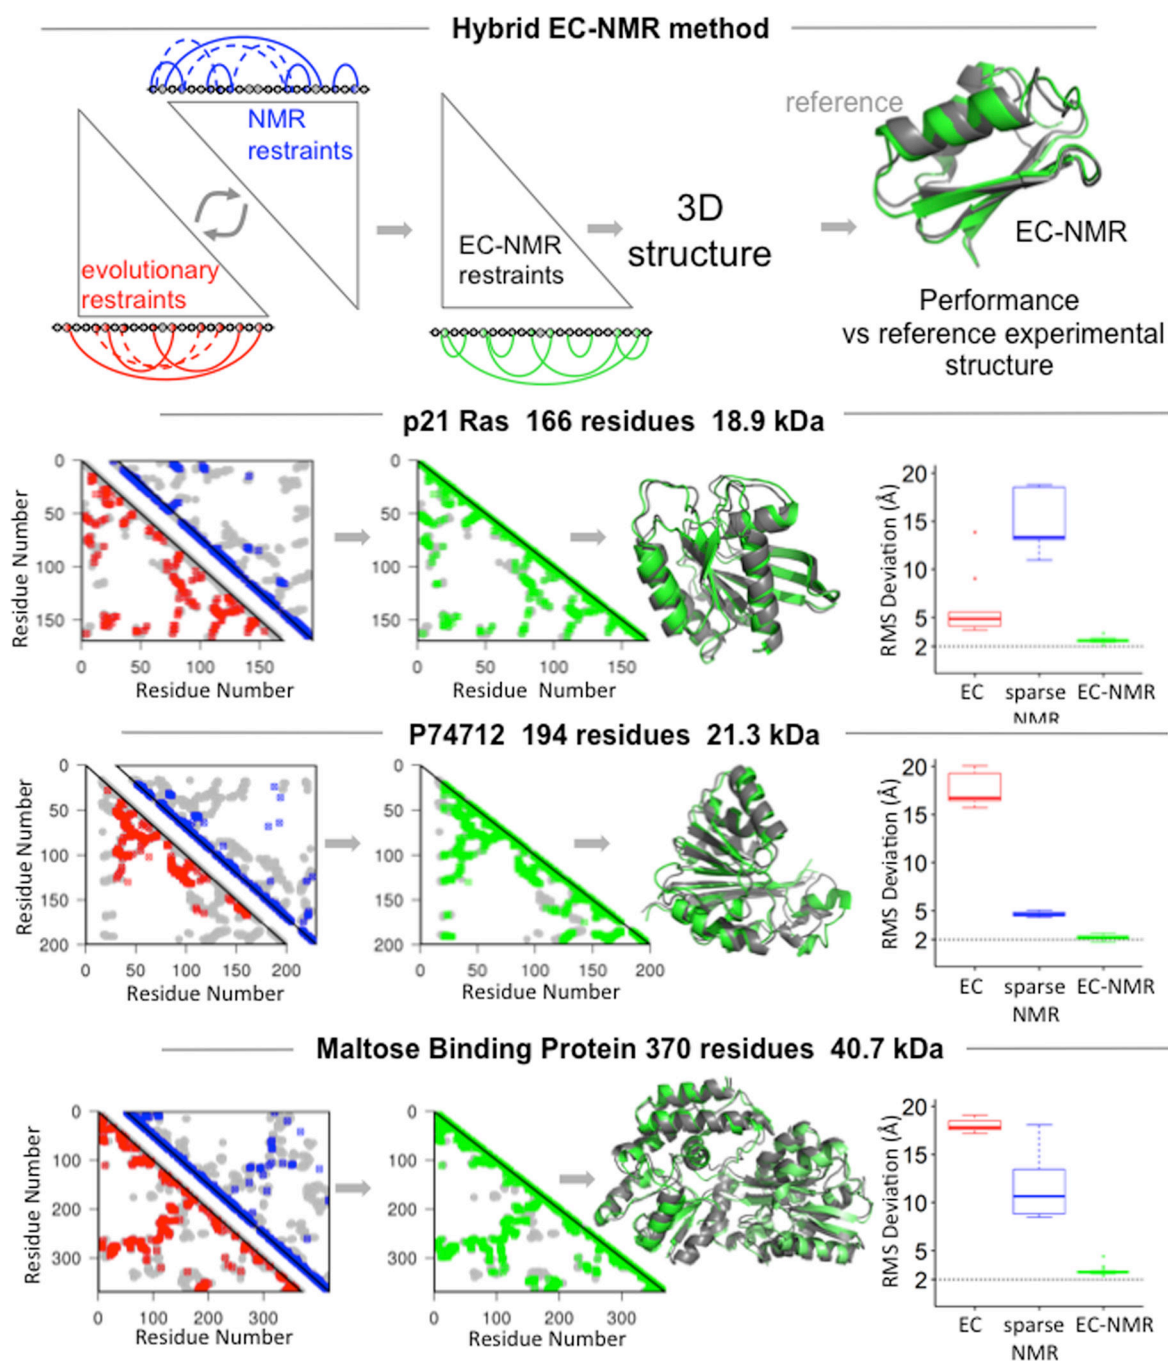 Hybrid EC-NMR method
NMR
restraints
evolutionary
restraints
EC-NMR
restraints
3D
structure
reference
EC-NMR
Performance
vs reference experimental
structure
p21 Ras 166 residues 18.9 kDa
Residue Number
0
50
100
150
0 50 100 150
Residue Number
0
50
100
150
0 50 100 150
Residue Number
RMS Deviation (Å)
20
15
10
5
2
EC sparse EC-NMR
NMR
P74712 194 residues 21.3 kDa
Residue Number
0
50
100
150
200
0 50 100 150 200
Residue Number
0
50
100
150
200
0 50 100 150 200
Residue Number
RMS Deviation (Å)
20
15
10
5
2
EC sparse EC-NMR
NMR
Maltose Binding Protein 370 residues 40.7 kDa
Residue Number
0
100
200
300
0 100 200 300
Residue Number
0
100
200
300
0 100 200 300
Residue Number
RMS Deviation (Å)
20
15
10
5
2
EC sparse EC-NMR
NMR